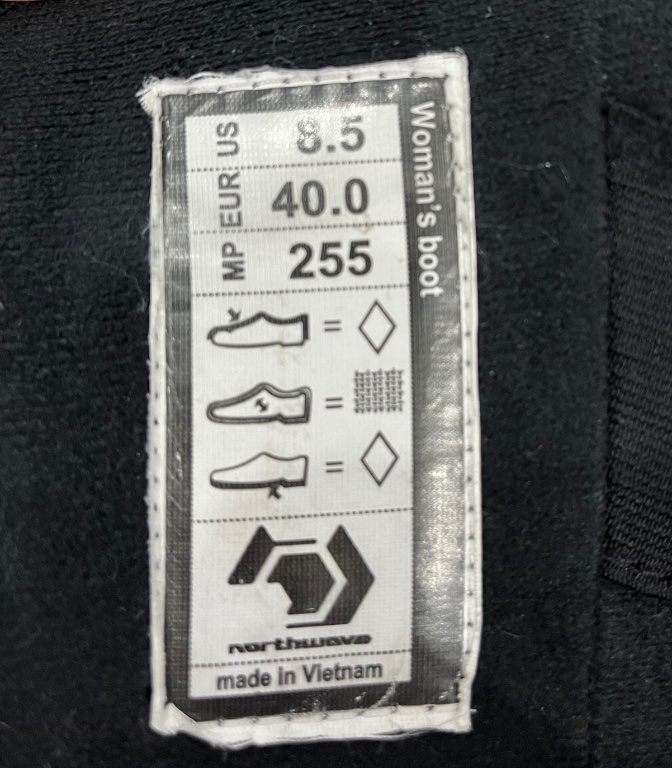 US 8.5
EUR 40.0
MP 255
=
=
=
northwave
made in Vietnam
Woman's boot